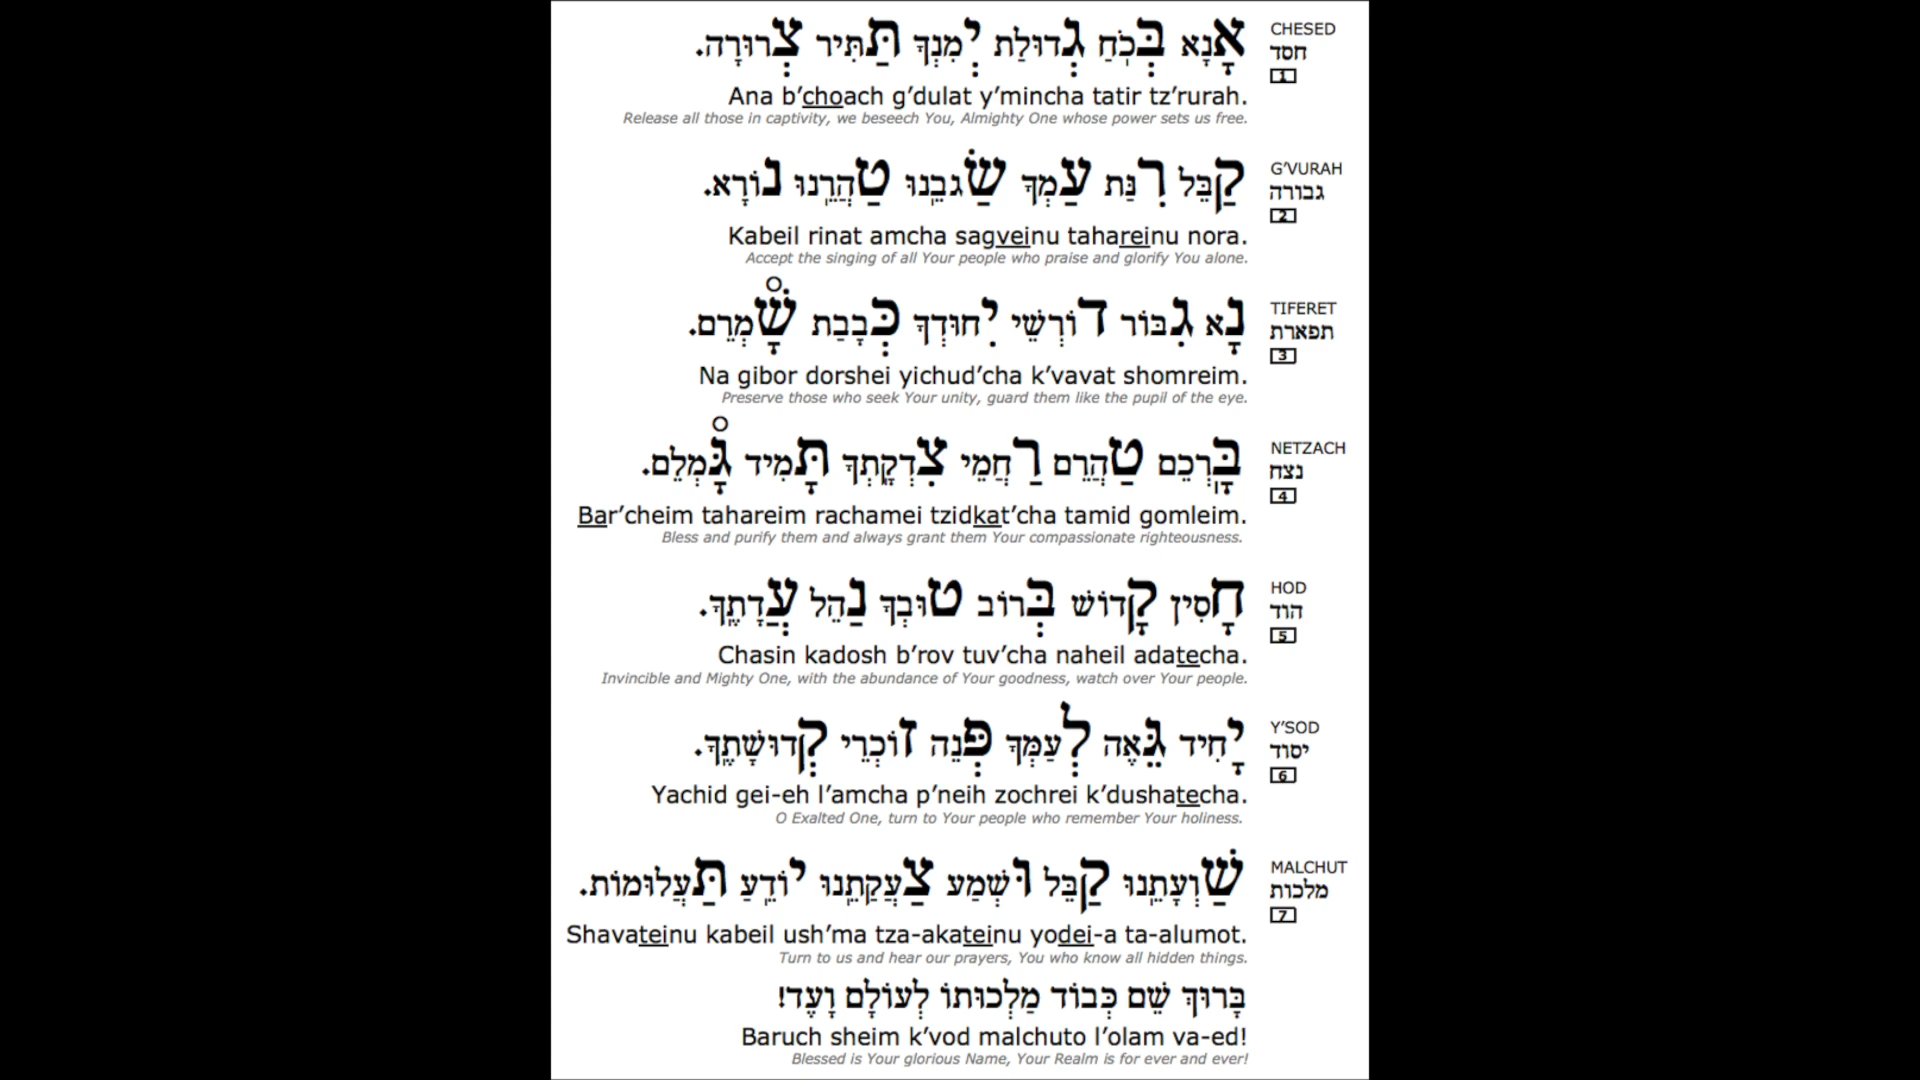 אָנָא בְּכֹֽחַ גְּדוּלַת יְמִנְךָ תַּתִּיר צְרוּרָה.
CHESED
חסד
1
Ana b’choach g’dulat y’mincha tatir tz’rurah.
Release all those in captivity, we beseech You, Almighty One whose power sets us free.
קַבֵּל רִנַּת עַמְךָ שַׂגבֵֽנוּ טַהֲרֵֽנוּ נוֹרָא.
G’VURAH
גבורה
2
Kabeil rinat amcha sagveinu tahareinu nora.
Accept the singing of all Your people who praise and glorify You alone.
נָא גִבּוֹר דוֹרְשֵׁי יִחוּדְךָ כְּבָבַת שָׁמְרֵם.
TIFERET
תפארת
3
Na gibor dorshei yichud’cha k’vavat shomreim.
Preserve those who seek Your unity, guard them like the pupil of the eye.
בָּֽרְכֵם טַהֲרֵם רַחֲמֵי צִדְקָֽתְךָ תָּמִיד גָּמְלֵם.
NETZACH
נצח
4
Bar’cheim tahareim rachamei tzidkat’cha tamid gomleim.
Bless and purify them and always grant them Your compassionate righteousness.
חָסִין קָדוֹשׁ בְּרוֹב טוּבְךָ נַהֵל עֲדָתֶֽךָ.
HOD
הוד
5
Chasin kadosh b’rov tuv’cha naheil adatecha.
Invincible and Mighty One, with the abundance of Your goodness, watch over Your people.
יָחִיד גֵּאֶה לְעַמְּךָ פְּנֵה זוֹכְרֵי קְדוּשָׁתֶֽךָ.
Y’SOD
יסוד
6
Yachid gei-eh l’amcha p’neih zochrei k’dushatecha.
O Exalted One, turn to Your people who remember Your holiness.
שַׁוְעָתֵֽנוּ קַבֵּל וּשְׁמַע צַעֲקָתֵֽנוּ יוֹדֵֽעַ תַּעֲלוּמוֹת.
MALCHUT
מלכות
7
Shavateinu kabeil ush’ma tza-akateinu yodei-a ta-alumot.
Turn to us and hear our prayers, You who know all hidden things.
בָּרוּךְ שֵׁם כְּבוֹד מַלְכוּתוֹ לְעוֹלָם וָעֶד!
Baruch sheim k’vod malchuto l’olam va-ed!
Blessed is Your glorious Name, Your Realm is for ever and ever!